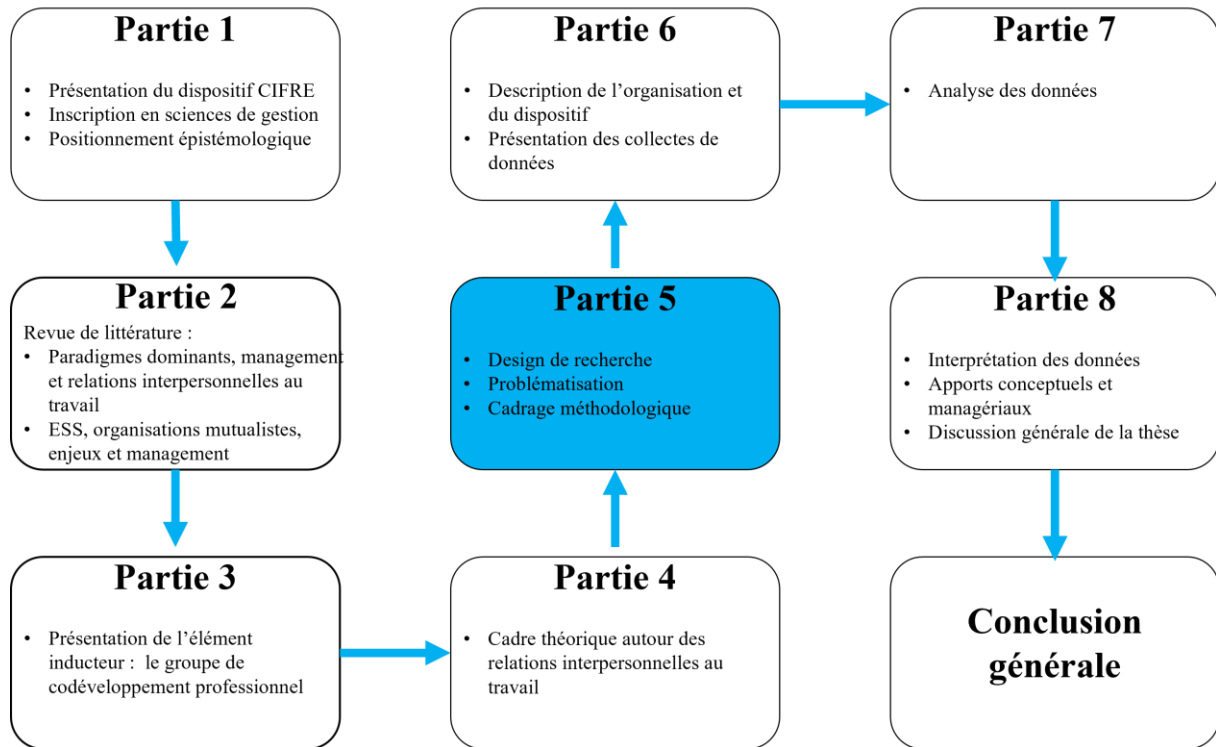 Partie 1
• Présentation du dispositif CIFRE
• Inscription en sciences de gestion
• Positionnement épistémologique
Partie 2
Revue de littérature :
• Paradigmes dominants, management
et relations interpersonnelles au
travail
• ESS, organisations mutualistes,
enjeux et management
Partie 3
• Présentation de l’élément
inducteur :  le groupe de
codéveloppement professionnel
Partie 4
• Cadre théorique autour des
relations interpersonnelles au
travail
Partie 5
• Design de recherche
• Problématisation
• Cadrage méthodologique
Partie 6
• Description de l’organisation et
du dispositif
• Présentation des collectes de
données
Partie 7
• Analyse des données
Partie 8
• Interprétation des données
• Apports conceptuels et
managériaux
• Discussion générale de la thèse
Conclusion
générale